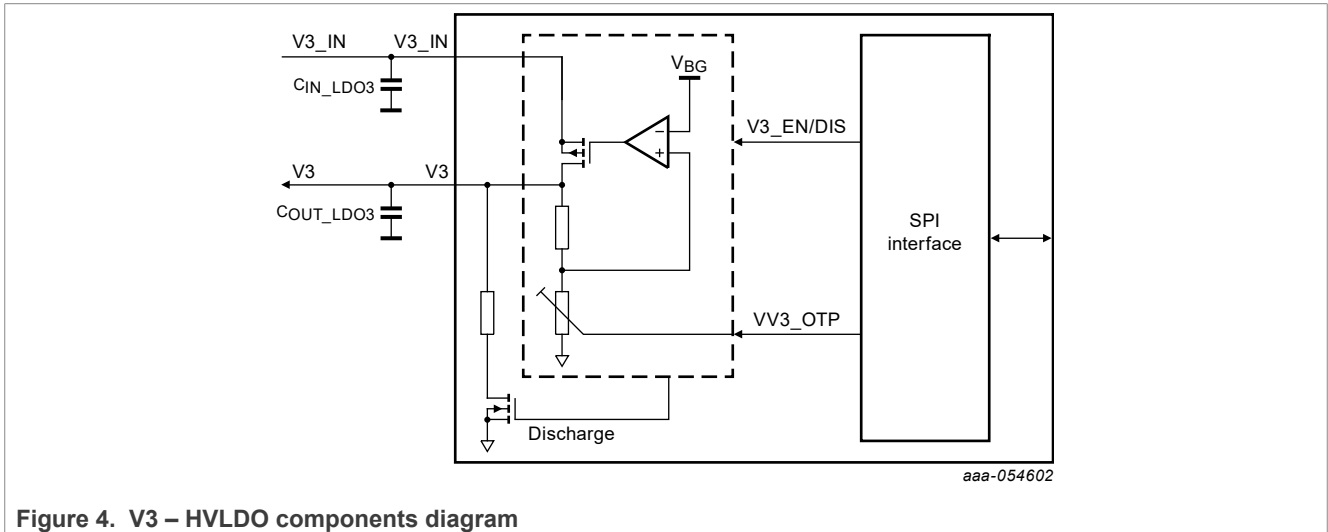 V3_IN
V3_IN
CIN_LDO3
VBG
−
+
V3_EN/DIS
V3
V3
COUT_LDO3
SPI
interface
VV3_OTP
Discharge
aaa-054602
Figure 4. V3 – HVLDO components diagram